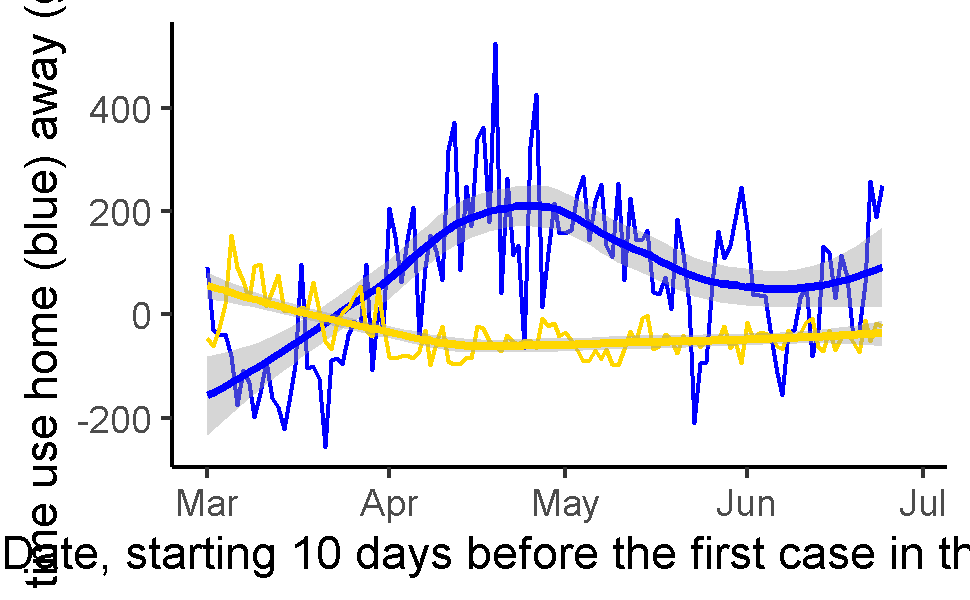 time use home (blue) away (
400
200
0
-200
Mar Apr May Jun Jul
Date, starting 10 days before the first case in th